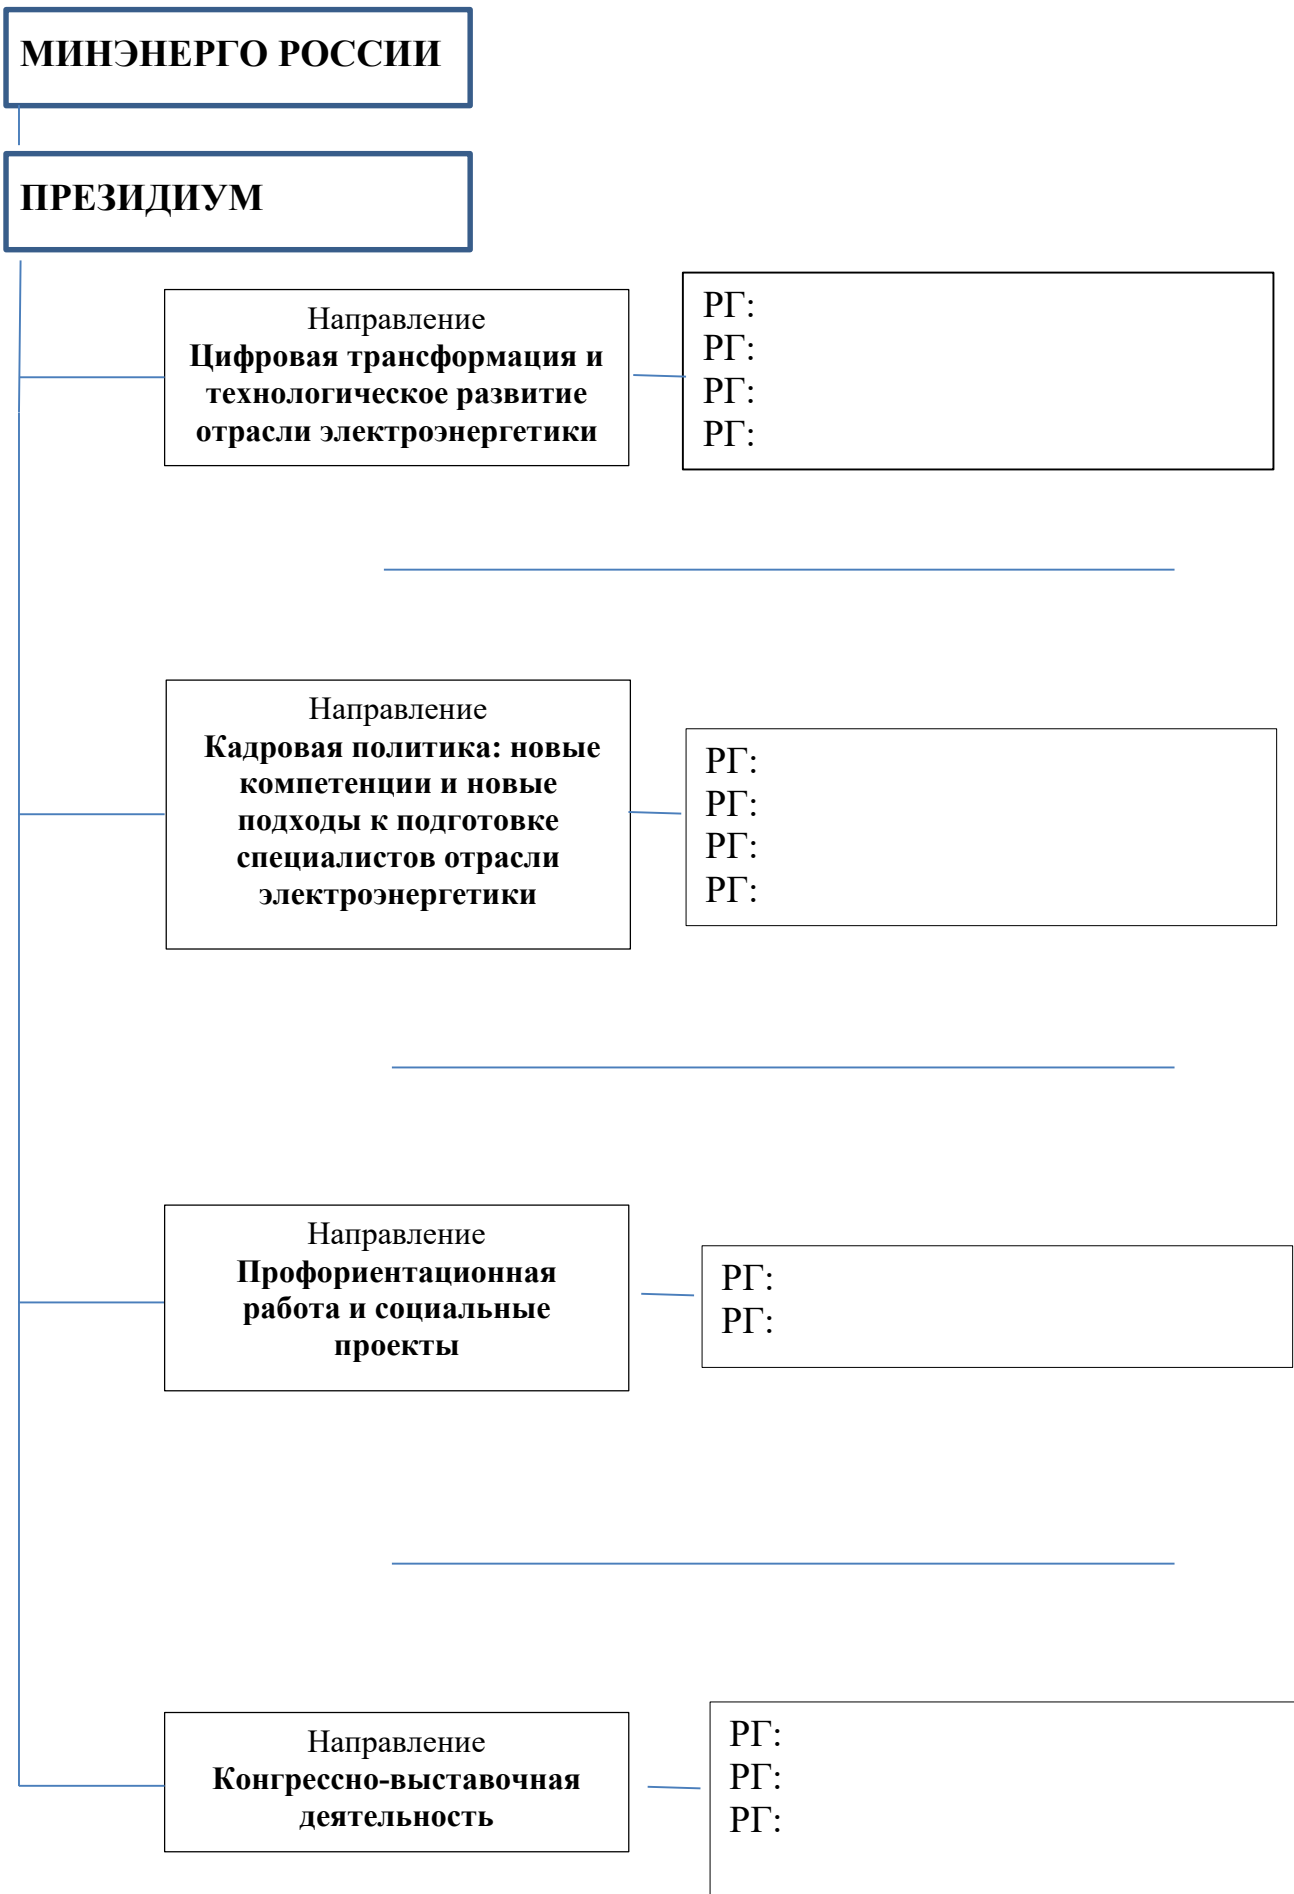 МИНЭНЕРГО РОССИИ
ПРЕЗИДИУМ
Направление
Цифровая трансформация и
технологическое развитие
отрасли электроэнергетики
РГ:
РГ:
РГ:
РГ:
Направление
Кадровая политика: новые
компетенции и новые
подходы к подготовке
специалистов отрасли
электроэнергетики
РГ:
РГ:
РГ:
РГ:
Направление
Профориентационная
работа и социальные
проекты
РГ:
РГ:
Направление
Конгрессно-выставочная
деятельность
РГ:
РГ:
РГ: